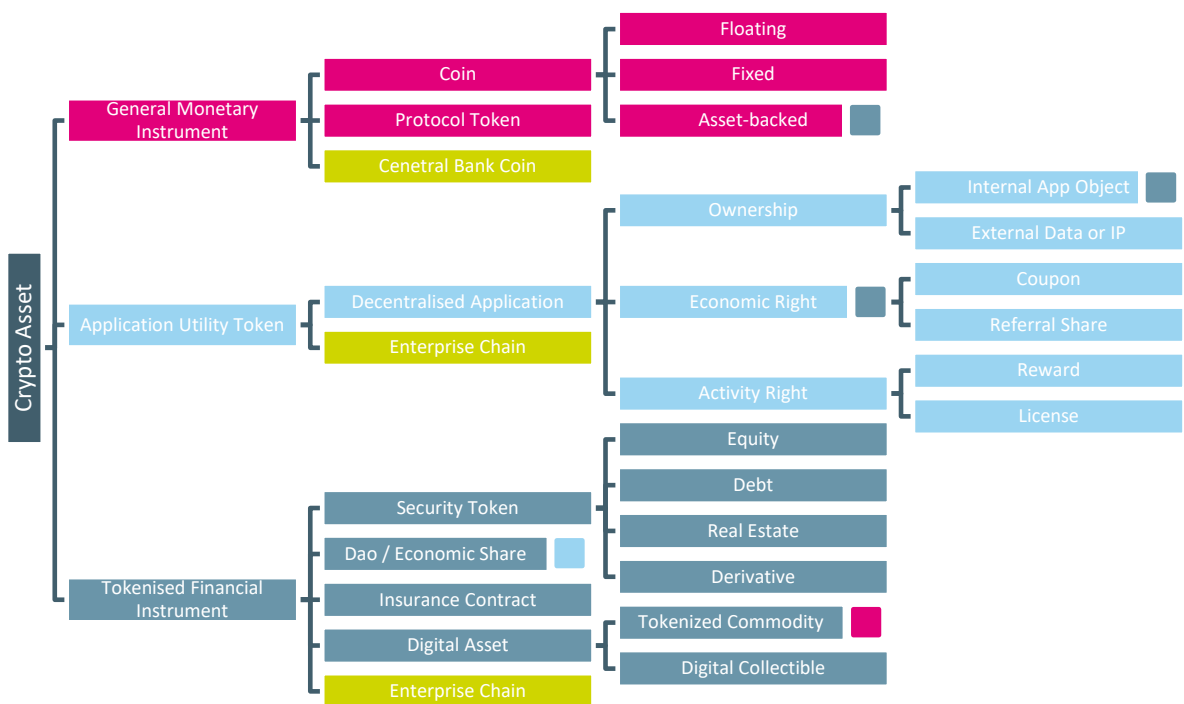 Crypto Asset
General Monetary
Instrument
Coin
Floating
Fixed
Asset-backed
Protocol Token
Cenetral Bank Coin
Application Utility Token
Decentralised Application
Ownership
Internal App Object
External Data or IP
Economic Right
Coupon
Referral Share
Activity Right
Reward
License
Enterprise Chain
Tokenised Financial
Instrument
Security Token
Equity
Debt
Real Estate
Derivative
Dao / Economic Share
Insurance Contract
Digital Asset
Tokenized Commodity
Digital Collectible
Enterprise Chain